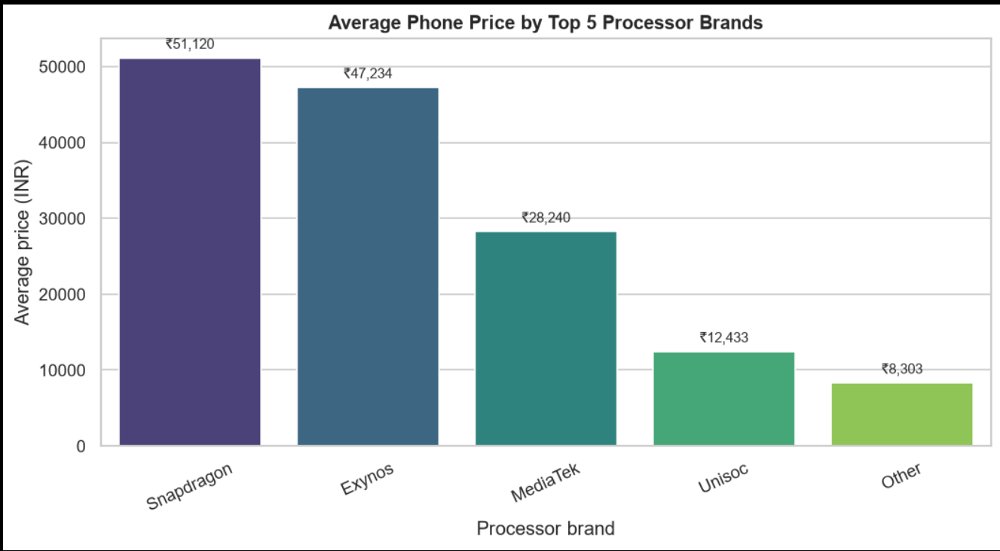 Average Phone Price by Top 5 Processor Brands
Average price (INR)
50000
40000
30000
20000
10000
0
₹51,120
₹47,234
₹28,240
₹12,433
₹8,303
Snapdragon
Exynos
MediaTek
Unisoc
Other
Processor brand